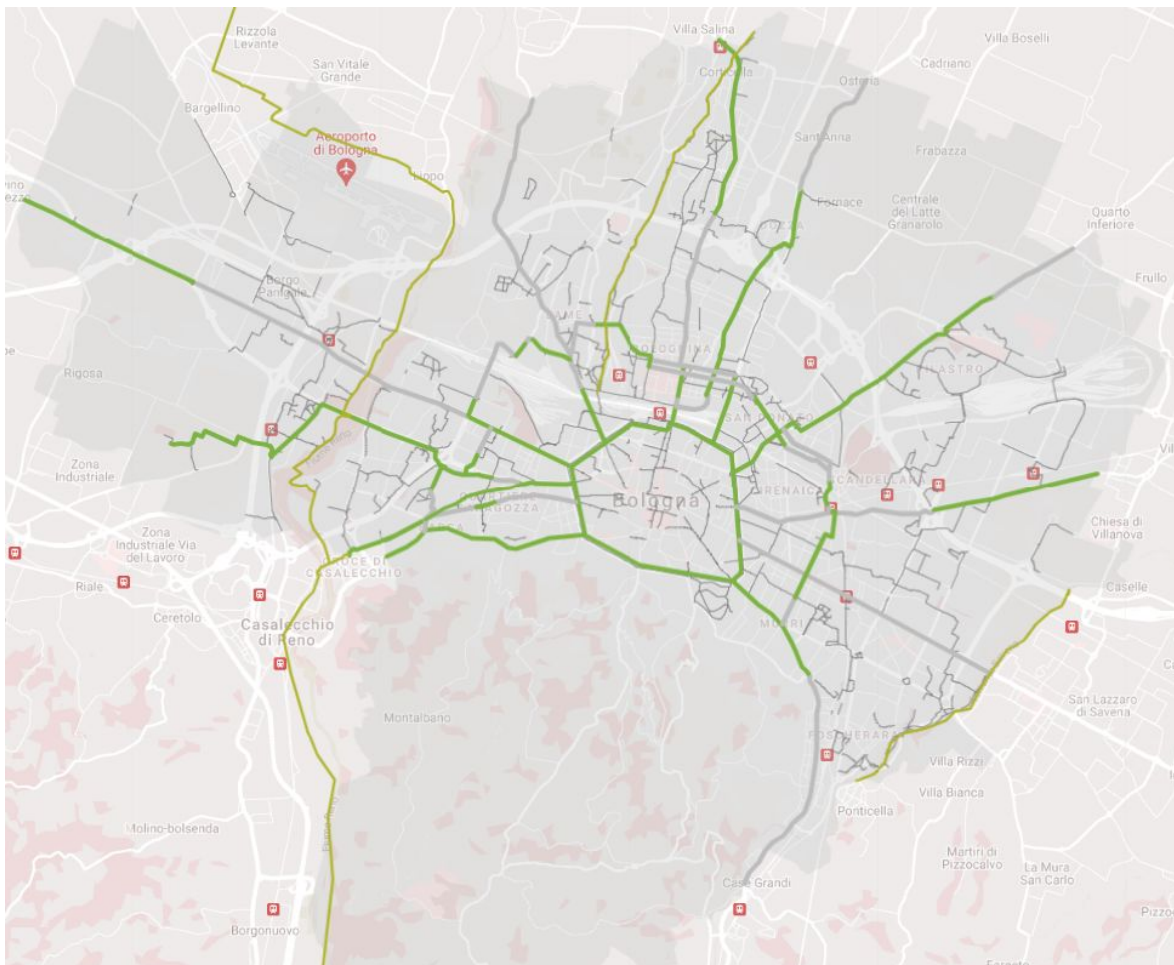 Rizzola
Levante
Villa Salina
Villa Boselli
San Vitale
Grande
Cadriano
Corticella
Osteria
Bargellino
Aeroporto
di Bologna
Sant'Anna
Frabazza
Lippo
Fornace
Centrale
del Latte
Granarolo
Quarto
Inferiore
Frullo
Borgo
Panigale
BOLOGNINA
Rigosa
PILASTRO
SAN DONATO
Zona
Industriale
Fiume Reno
SCANDELLARA
Bologna
CIRENAICA
Chiesa di
Villanova
Zona
Industriale Via
del Lavoro
CROCE DI
CASALECCHIO
Riale
Caselle
Ceretolo
Casalecchio
di Reno
MURRI
San Lazzaro
di Savena
Montalbano
FOSCHERARA
Villa Rizzi
Villa Bianca
Ponticella
Molino-bolsenda
Martiri di
Pizzocalvo
La Mura
San Carlo
Case Grandi
Borgonuovo